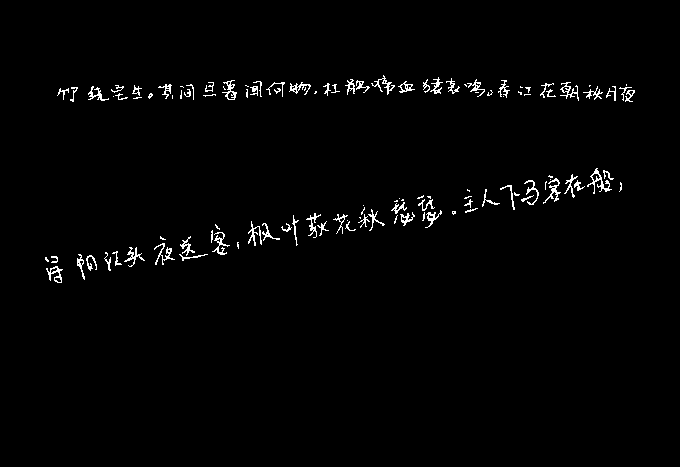 竹绕宅生。其间旦暮闻何物,杜鹃啼血猿哀鸣。春江花朝秋月夜
浔阳江头夜送客,枫叶荻花秋瑟瑟。主人下马客在船,